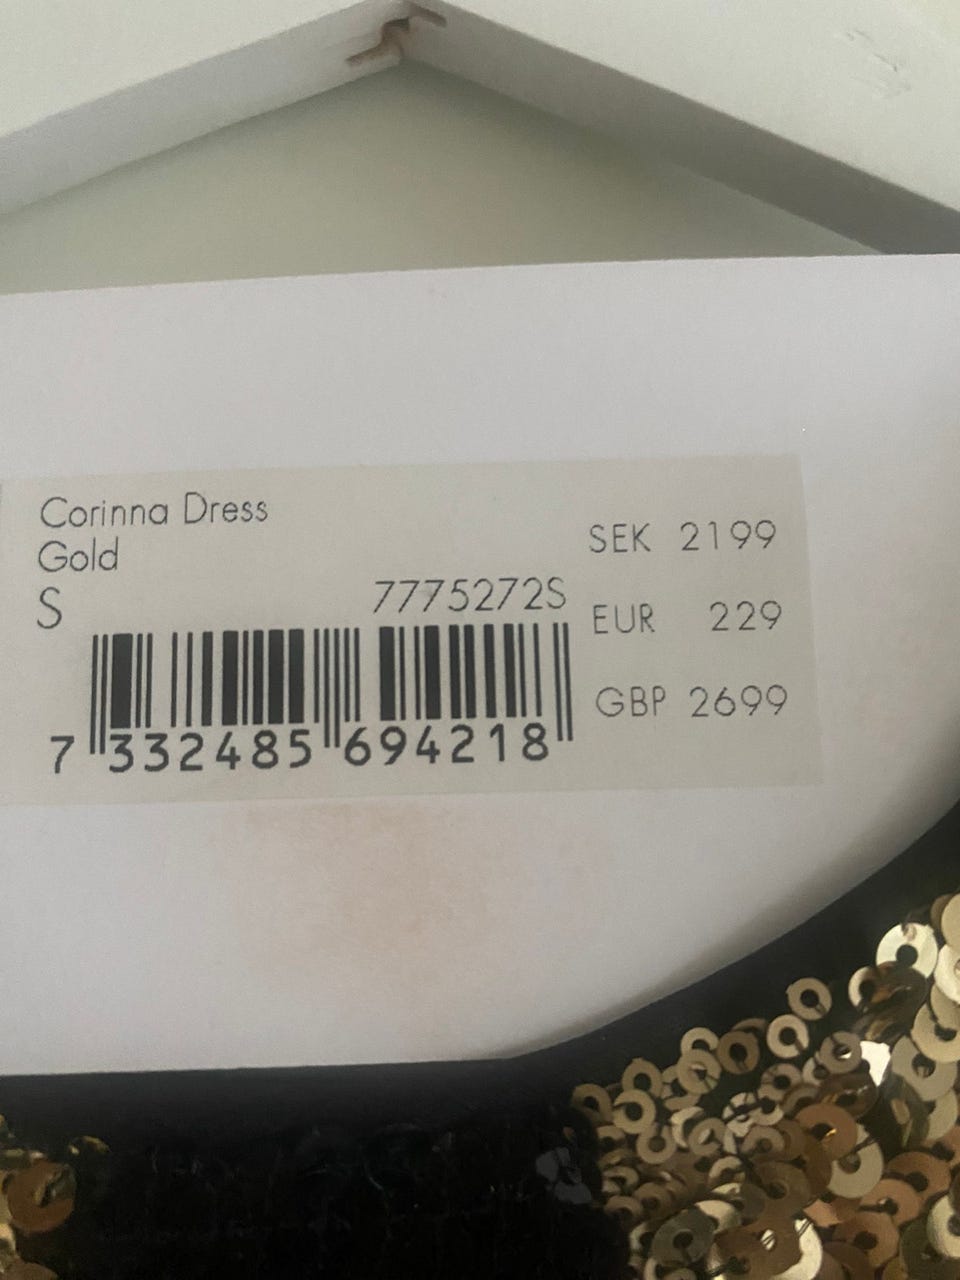 Corinna Dress
Gold
S
7775272S
7 332485 694218
SEK 2199
EUR 229
GBP 2699